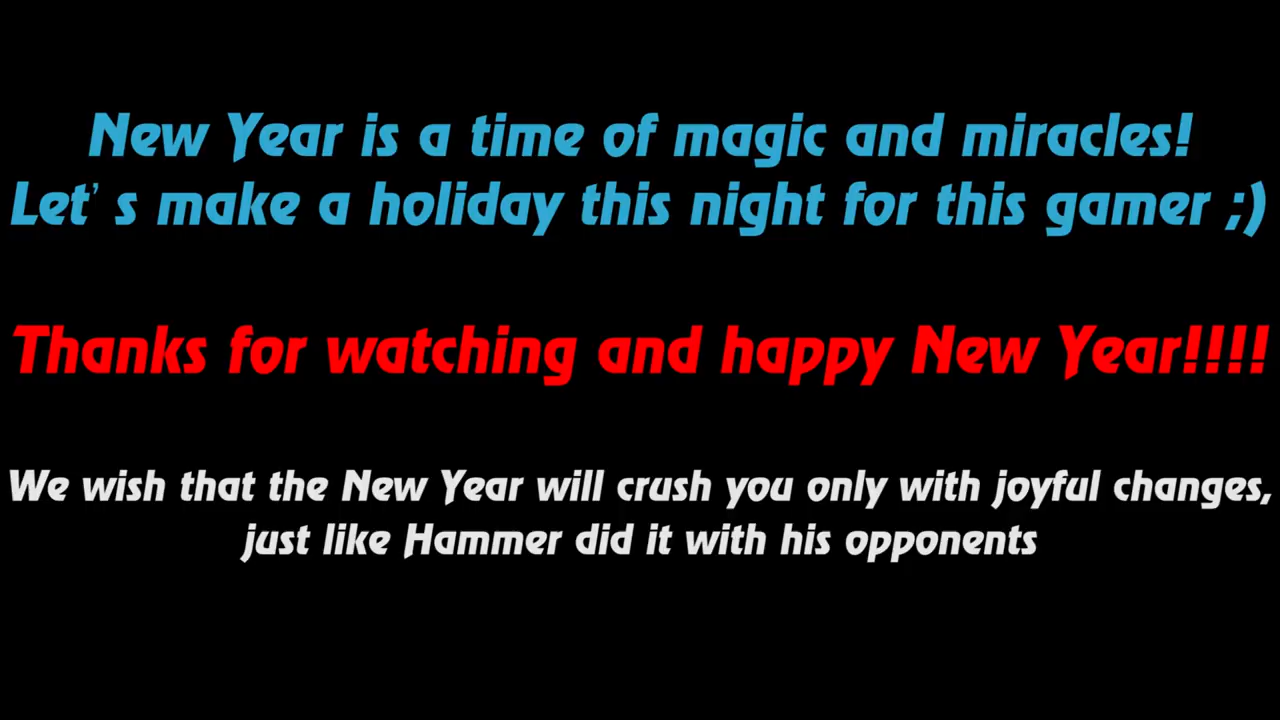 New Year is a time of magic and miracles!
Let's make a holiday this night for this gamer ;)
Thanks for watching and happy New Year!!!!
We wish that the New Year will crush you only with joyful changes,
just like Hammer did it with his opponents